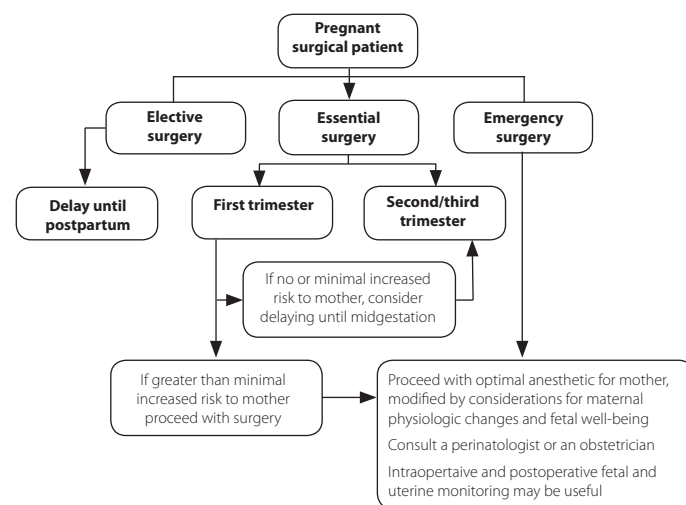 Pregnant
surgical patient
Elective
surgery
Essential
surgery
Emergency
surgery
Delay until
postpartum
First trimester
Second/third
trimester
If no or minimal increased
risk to mother, consider
delaying until midgestation
If greater than minimal
increased risk to mother
proceed with surgery
Proceed with optimal anesthetic for mother,
modified by considerations for maternal
physiologic changes and fetal well-being
Consult a perinatologist or an obstetrician
Intraopertaive and postoperative fetal and
uterine monitoring may be useful